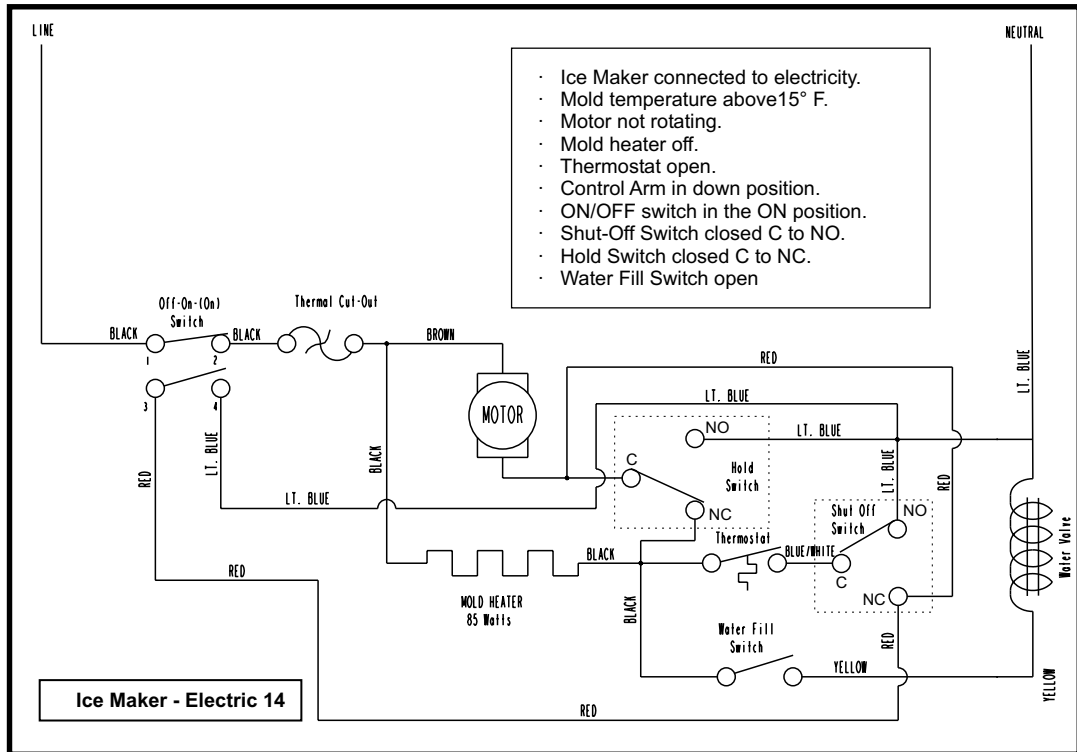 LINE
NEUTRAL
· Ice Maker connected to electricity.
· Mold temperature above15° F.
· Motor not rotating.
· Mold heater off.
· Thermostat open.
· Control Arm in down position.
· ON/OFF switch in the ON position.
· Shut-Off Switch closed C to NO.
· Hold Switch closed C to NC.
· Water Fill Switch open
Off-On-(On)
Switch
Thermal Cut-Out
BLACK
BLACK
BROWN
1
2
3
4
RED
LT. BLUE
LT. BLUE
MOTOR
NO
LT. BLUE
C
Hold
Switch
NC
LT. BLUE
RED
RED
LT. BLUE
BLACK
LT. BLUE
Shut Off
Switch
NO
Thermostat
BLUE/WHITE
C
NC
BLACK
RED
MOLD HEATER
85 Watts
BLACK
Water Fill
Switch
YELLOW
RED
Water Valve
YELLOW
RED
Ice Maker - Electric 14